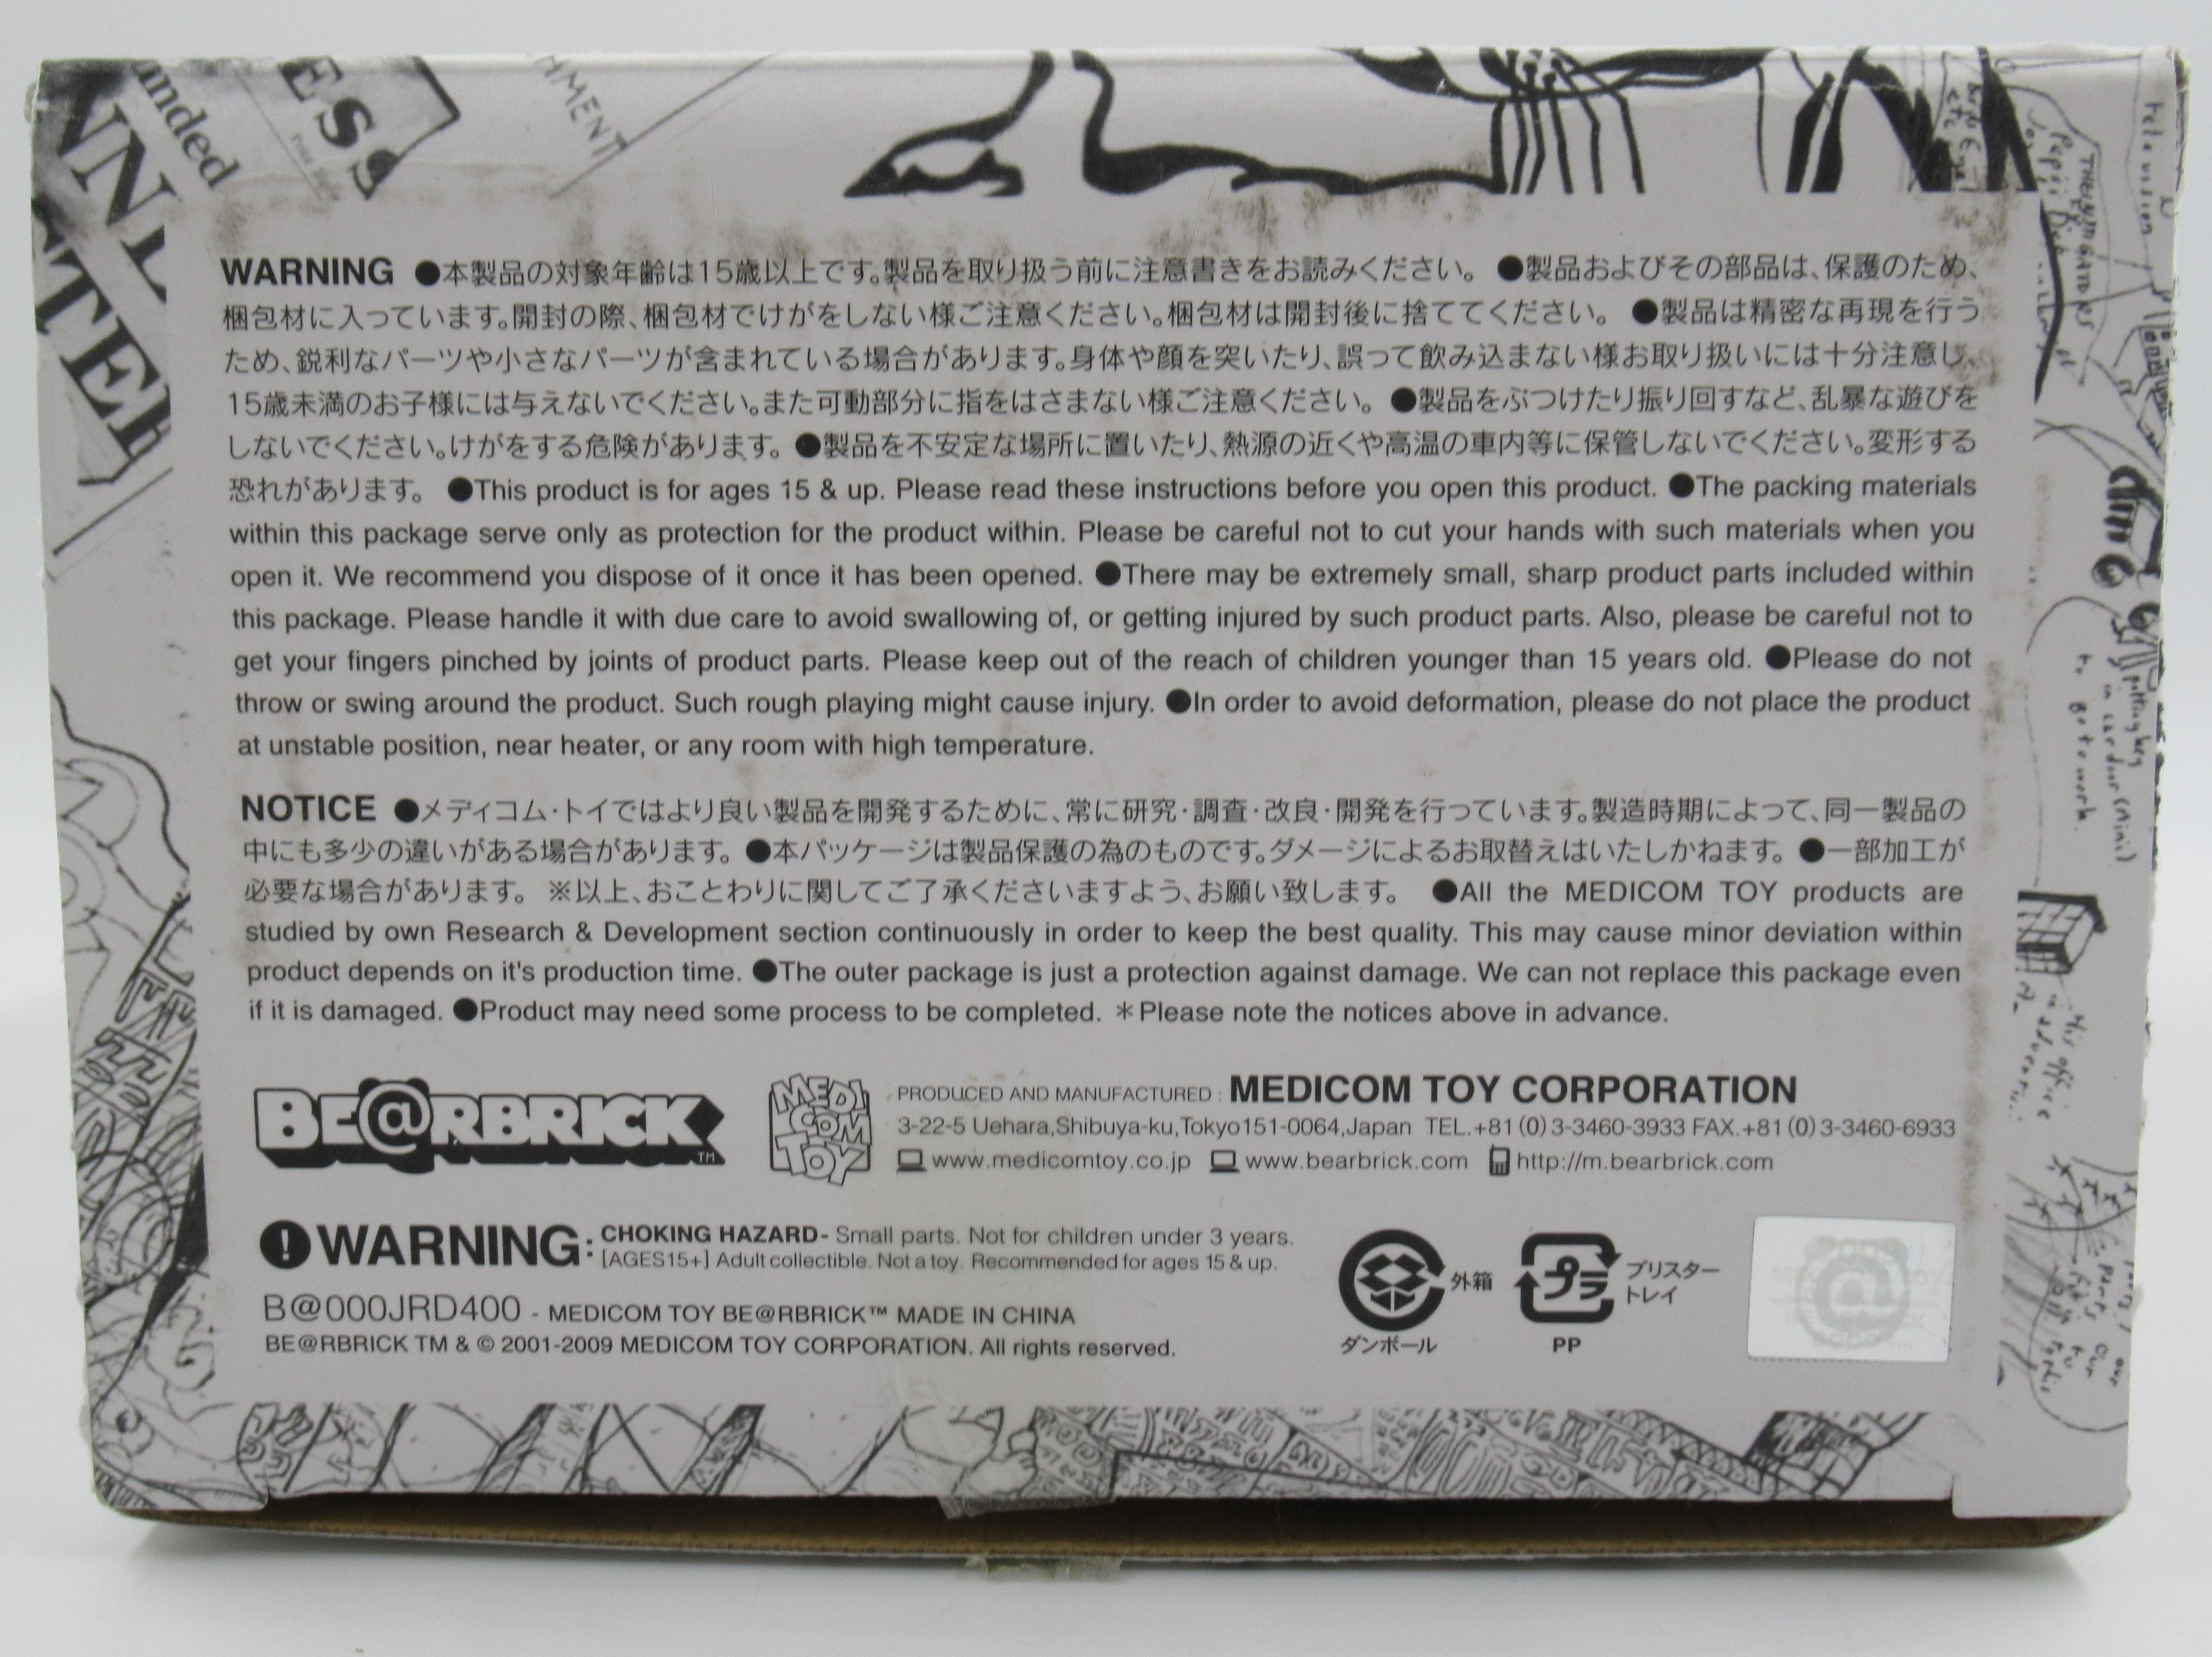 unded
ESS
HMENT
WARNING ●本製品の対象年齢は15歳以上です。製品を取り扱う前に注意書きをお読みください。 ●製品およびその部品は、保護のため、
梱包材に入っています。開封の際、梱包材でけがをしない様ご注意ください。梱包材は開封後に捨ててください。 ●製品は精密な再現を行う
ため、鋭利なパーツや小さなパーツが含まれている場合があります。身体や顔を突いたり、誤って飲み込まない様お取り扱いには十分注意し、
15歳未満のお子様には与えないでください。また可動部分に指をはさまない様ご注意ください。 ●製品をぶつけたり振り回すなど、乱暴な遊びを
しないでください。けがをする危険があります。 ●製品を不安定な場所に置いたり、熱源の近くや高温の車内等に保管しないでください。変形する
恐れがあります。 ●This product is for ages 15 & up. Please read these instructions before you open this product. ●The packing materials
within this package serve only as protection for the product within. Please be careful not to cut your hands with such materials when you
open it. We recommend you dispose of it once it has been opened. ●There may be extremely small, sharp product parts included within
this package. Please handle it with due care to avoid swallowing of, or getting injured by such product parts. Also, please be careful not to
get your fingers pinched by joints of product parts. Please keep out of the reach of children younger than 15 years old. ●Please do not
throw or swing around the product. Such rough playing might cause injury. ●In order to avoid deformation, please do not place the product
at unstable position, near heater, or any room with high temperature.
NOTICE ●メディコム・トイではより良い製品を開発するために、常に研究・調査・改良・開発を行っています。製造時期によって、同一製品の
中にも多少の違いがある場合があります。 ●本パッケージは製品保護の為のものです。ダメージによるお取替えはいたしかねます。 ●一部加工が
必要な場合があります。 ※以上、おことわりに関してご了承くださいますよう、お願い致します。 ●All the MEDICOM TOY products are
studied by own Research & Development section continuously in order to keep the best quality. This may cause minor deviation within
product depends on it's production time. ●The outer package is just a protection against damage. We can not replace this package even
if it is damaged. ●Product may need some process to be completed. ＊Please note the notices above in advance.
BE@RBRICK TM
MEDI COM TOY
PRODUCED AND MANUFACTURED : MEDICOM TOY CORPORATION
3-22-5 Uehara,Shibuya-ku,Tokyo151-0064,Japan TEL.+81(0)3-3460-3933 FAX.+81(0)3-3460-6933
www.medicomtoy.co.jp www.bearbrick.com http://m.bearbrick.com
WARNING: CHOKING HAZARD- Small parts. Not for children under 3 years.
[AGES15+] Adult collectible. Not a toy. Recommended for ages 15 & up.
B@000JRD400 - MEDICOM TOY BE@RBRICK™ MADE IN CHINA
BE@RBRICK TM & © 2001-2009 MEDICOM TOY CORPORATION. All rights reserved.
外箱
ダンボール
プラ
PP
ブリスター
トレイ
Television
in car door (Mini)
to go to work.
His office